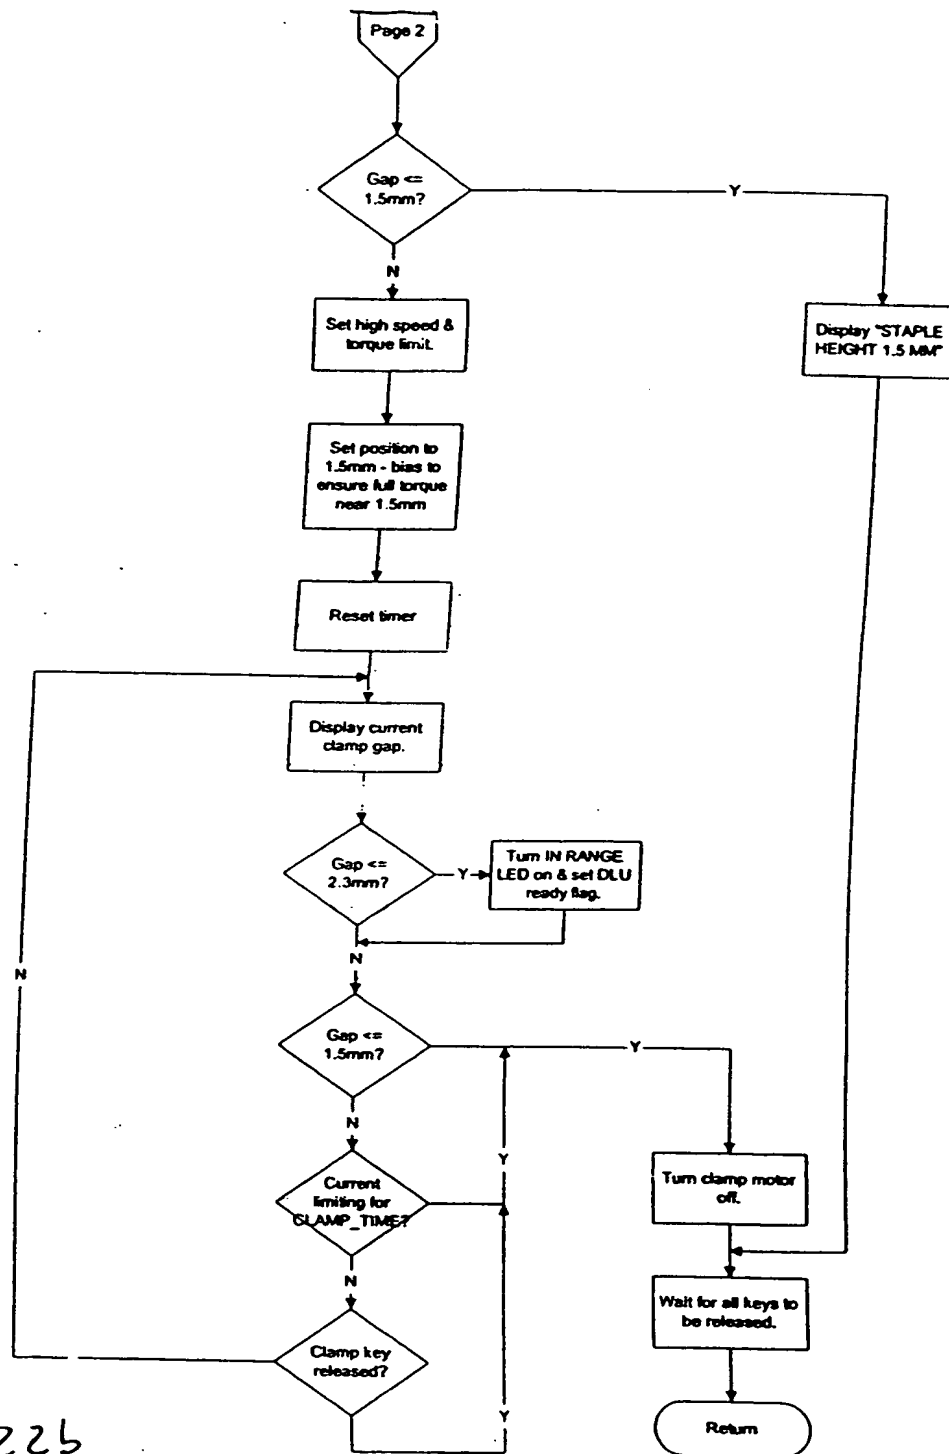 Page 2
Gap <=
1.5mm?
Y
N
Set high speed &
torque limit.
Display "STAPLE
HEIGHT 1.5 MM"
Set position to
1.5mm - bias to
ensure full torque
near 1.5mm
Reset timer
Display current
clamp gap.
Gap <=
2.3mm?
Y
Turn IN RANGE
LED on & set DLU
ready flag.
N
N
Gap <=
1.5mm?
Y
N
Y
Current
limiting for
CLAMP_TIME?
Turn clamp motor
off.
N
Wait for all keys to
be released.
Clamp key
released?
Y
Return
22b